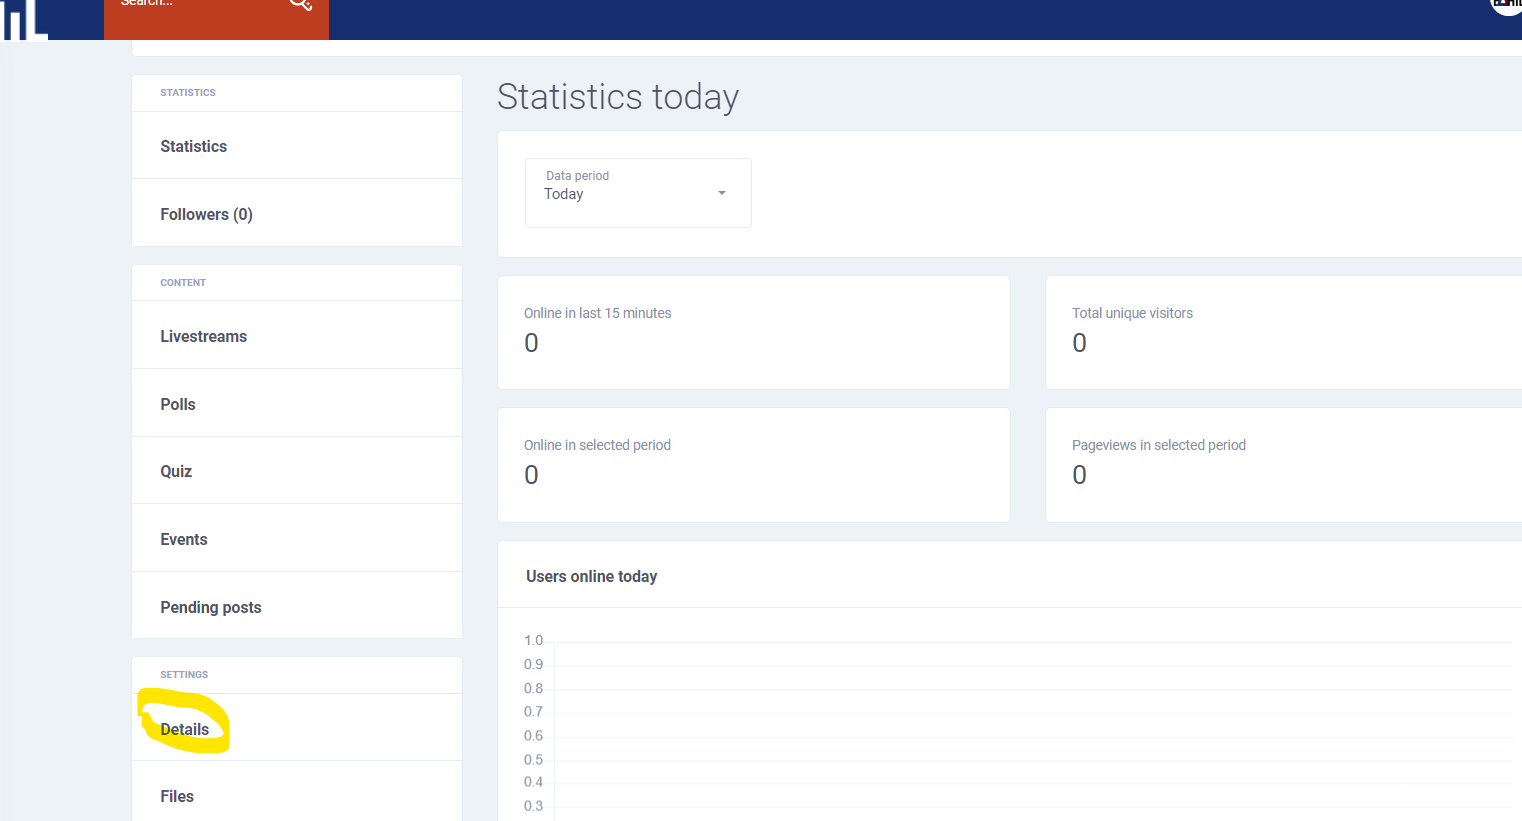 Search...
STATISTICS
Statistics
Followers (0)
CONTENT
Livestreams
Polls
Quiz
Events
Pending posts
SETTINGS
Details
Files
Statistics today
Data period
Today
Online in last 15 minutes
0
Total unique visitors
0
Online in selected period
0
Pageviews in selected period
0
Users online today
1.0
0.9
0.8
0.7
0.6
0.5
0.4
0.3